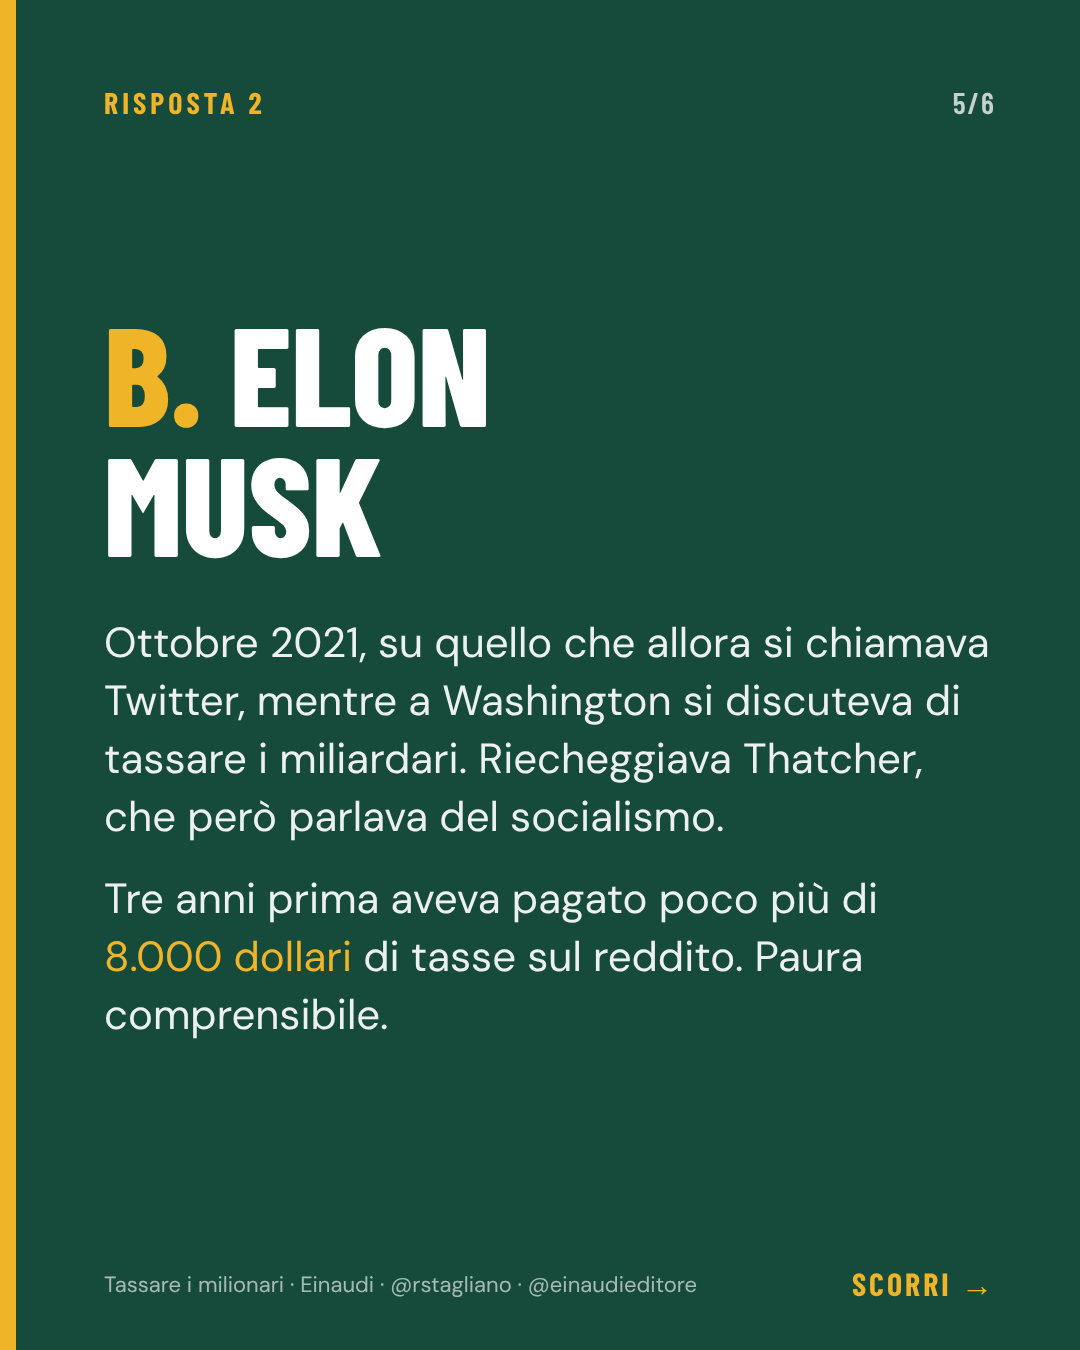 RISPOSTA 2
5/6
B. ELON
MUSK
Ottobre 2021, su quello che allora si chiamava
Twitter, mentre a Washington si discuteva di
tassare i miliardari. Riecheggiava Thatcher,
che però parlava del socialismo.
Tre anni prima aveva pagato poco più di
8.000 dollari di tasse sul reddito. Paura
comprensibile.
Tassare i milionari · Einaudi · @rstagliano · @einaudieditore
SCORRI →